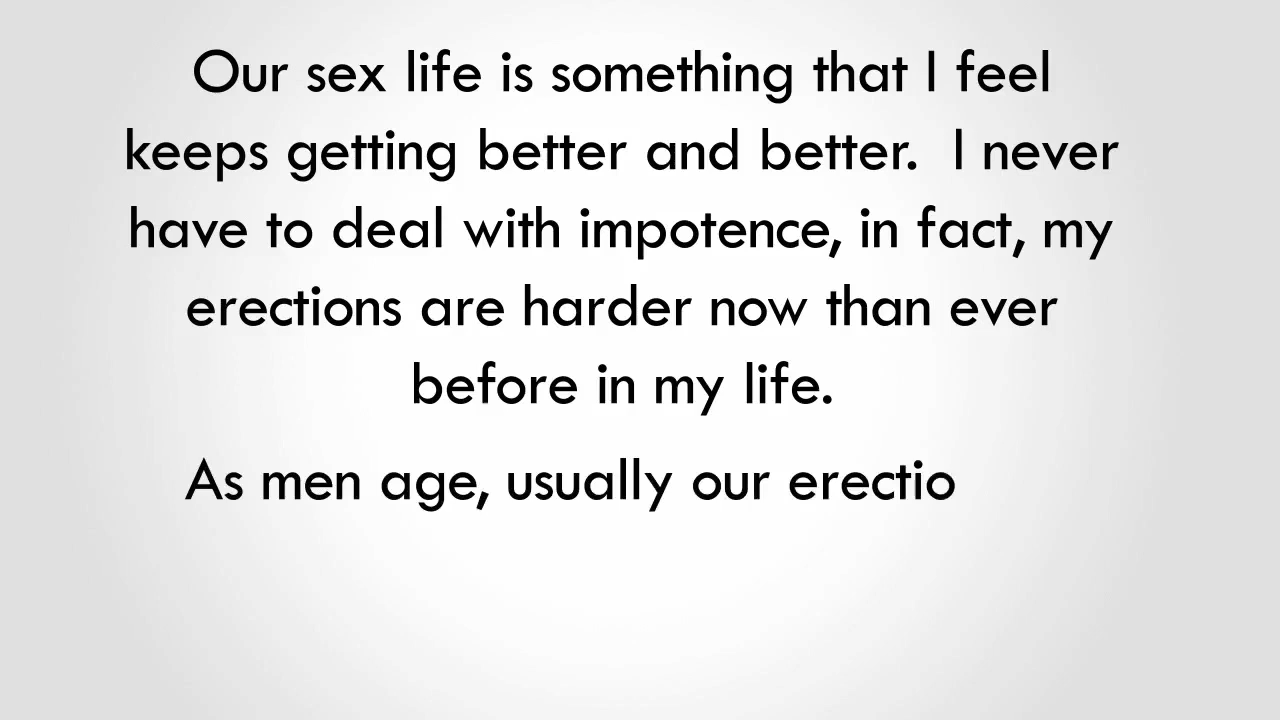 Our sex life is something that I feel
keeps getting better and better.  I never
have to deal with impotence, in fact, my
erections are harder now than ever
before in my life.
As men age, usually our erectio